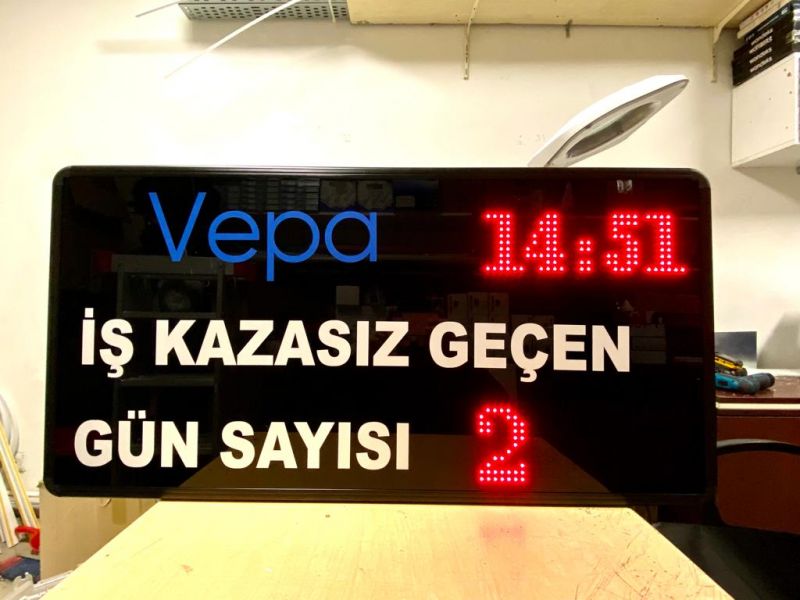 Vepa 14:51
İŞ KAZASIZ GEÇEN
GÜN SAYISI 2